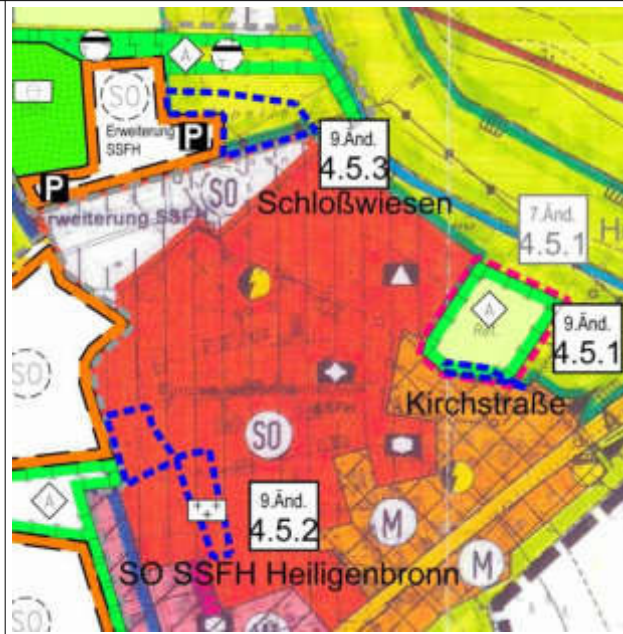 A
SO
Erweiterung
SSFH
P
P
9.Änd.
4.5.3
Schloßwiesen
SO
rweiterung SSFH
7.Änd.
4.5.1
H
A
9.Änd.
4.5.1
Kirchstraße
SO
SO
A
9.Änd.
4.5.2
M
SO SSFH Heiligenbronn
M
SO